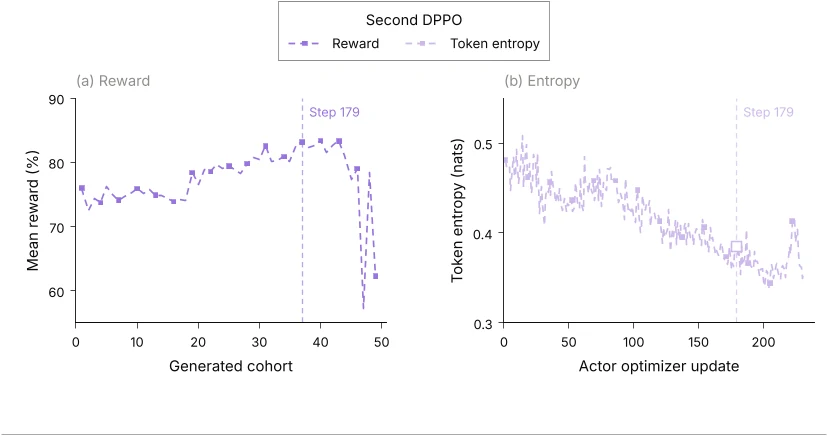 Second DPPO
Reward
Token entropy
(a) Reward
(b) Entropy
90
80
70
60
Mean reward (%)
Step 179
0 10 20 30 40 50
Generated cohort
0.5
0.4
0.3
Token entropy (nats)
Step 179
0 50 100 150 200
Actor optimizer update